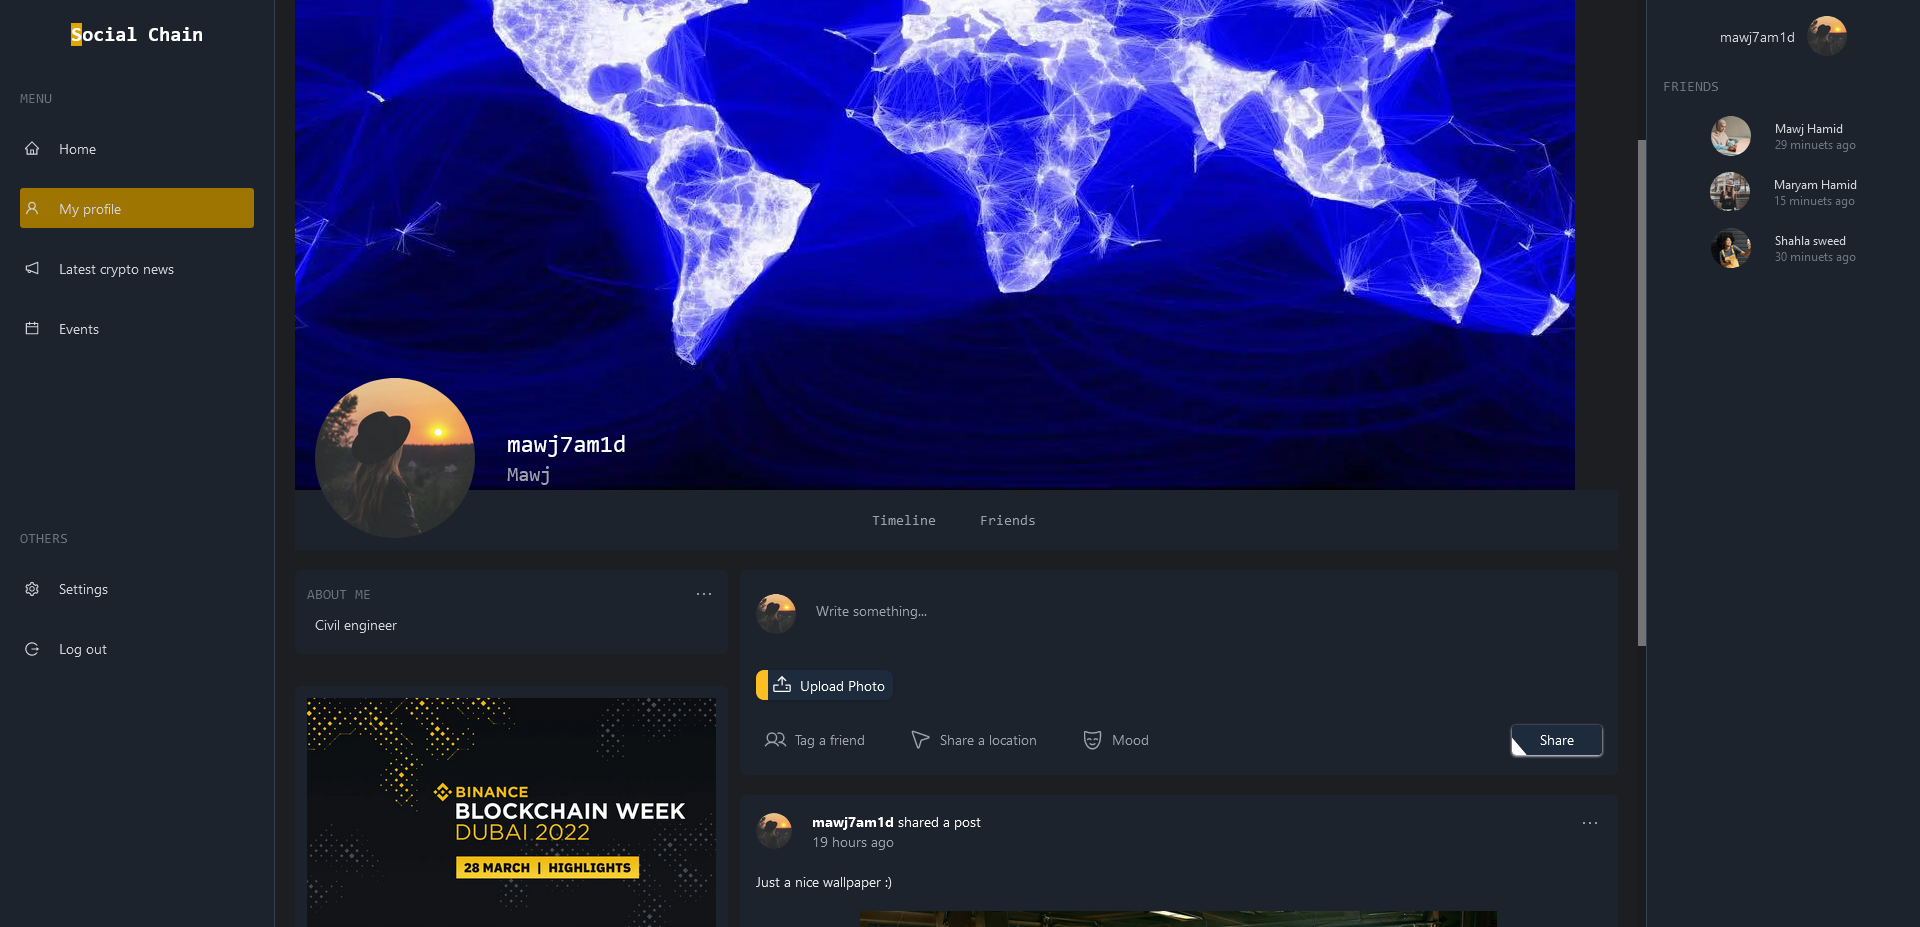 Social Chain
MENU
Home
My profile
Latest crypto news
Events
OTHERS
Settings
Log out
mawj7am1d
Mawj
Timeline
Friends
ABOUT ME
...
Civil engineer
BINANCE
BLOCKCHAIN WEEK
DUBAI 2022
28 MARCH | HIGHLIGHTS
Write something...
Upload Photo
Tag a friend
Share a location
Mood
Share
mawj7am1d shared a post
...
19 hours ago
Just a nice wallpaper :)
mawj7am1d
FRIENDS
Mawj Hamid
29 minuets ago
Maryam Hamid
15 minuets ago
Shahla sweed
30 minuets ago